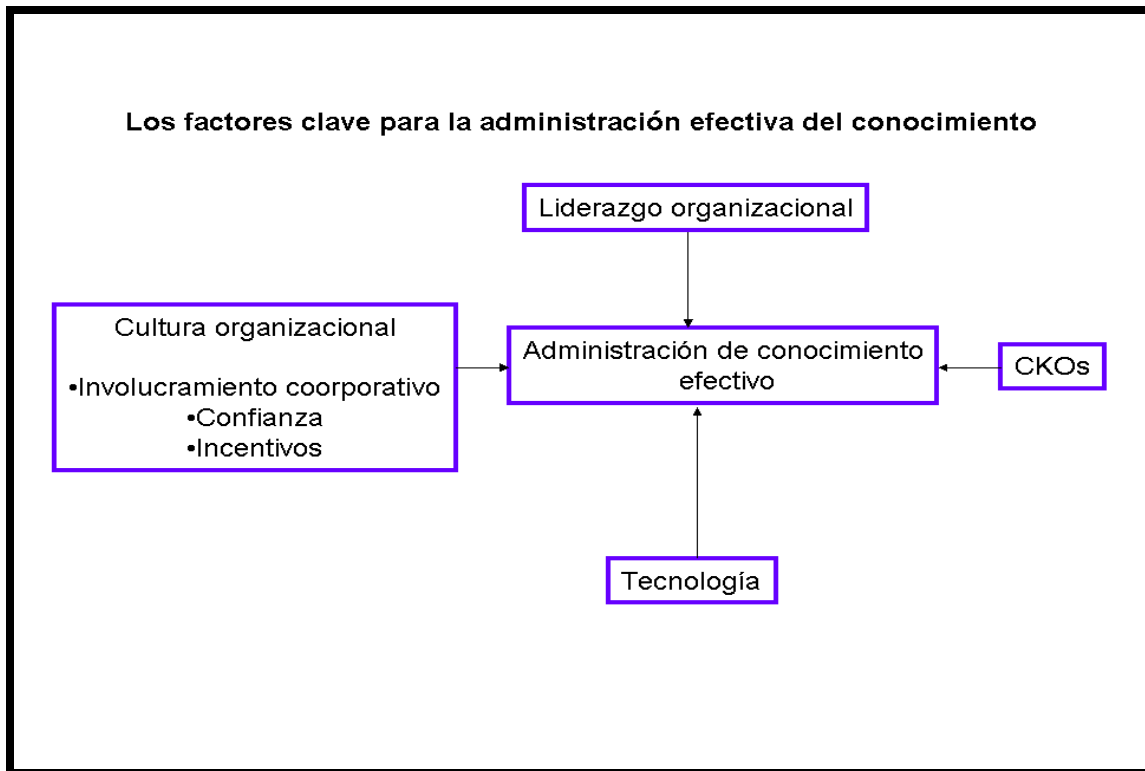 Los factores clave para la administración efectiva del conocimiento
Liderazgo organizacional
Cultura organizacional
•Involucramiento coorporativo
•Confianza
•Incentivos
Administración de conocimiento
efectivo
CKOs
Tecnología